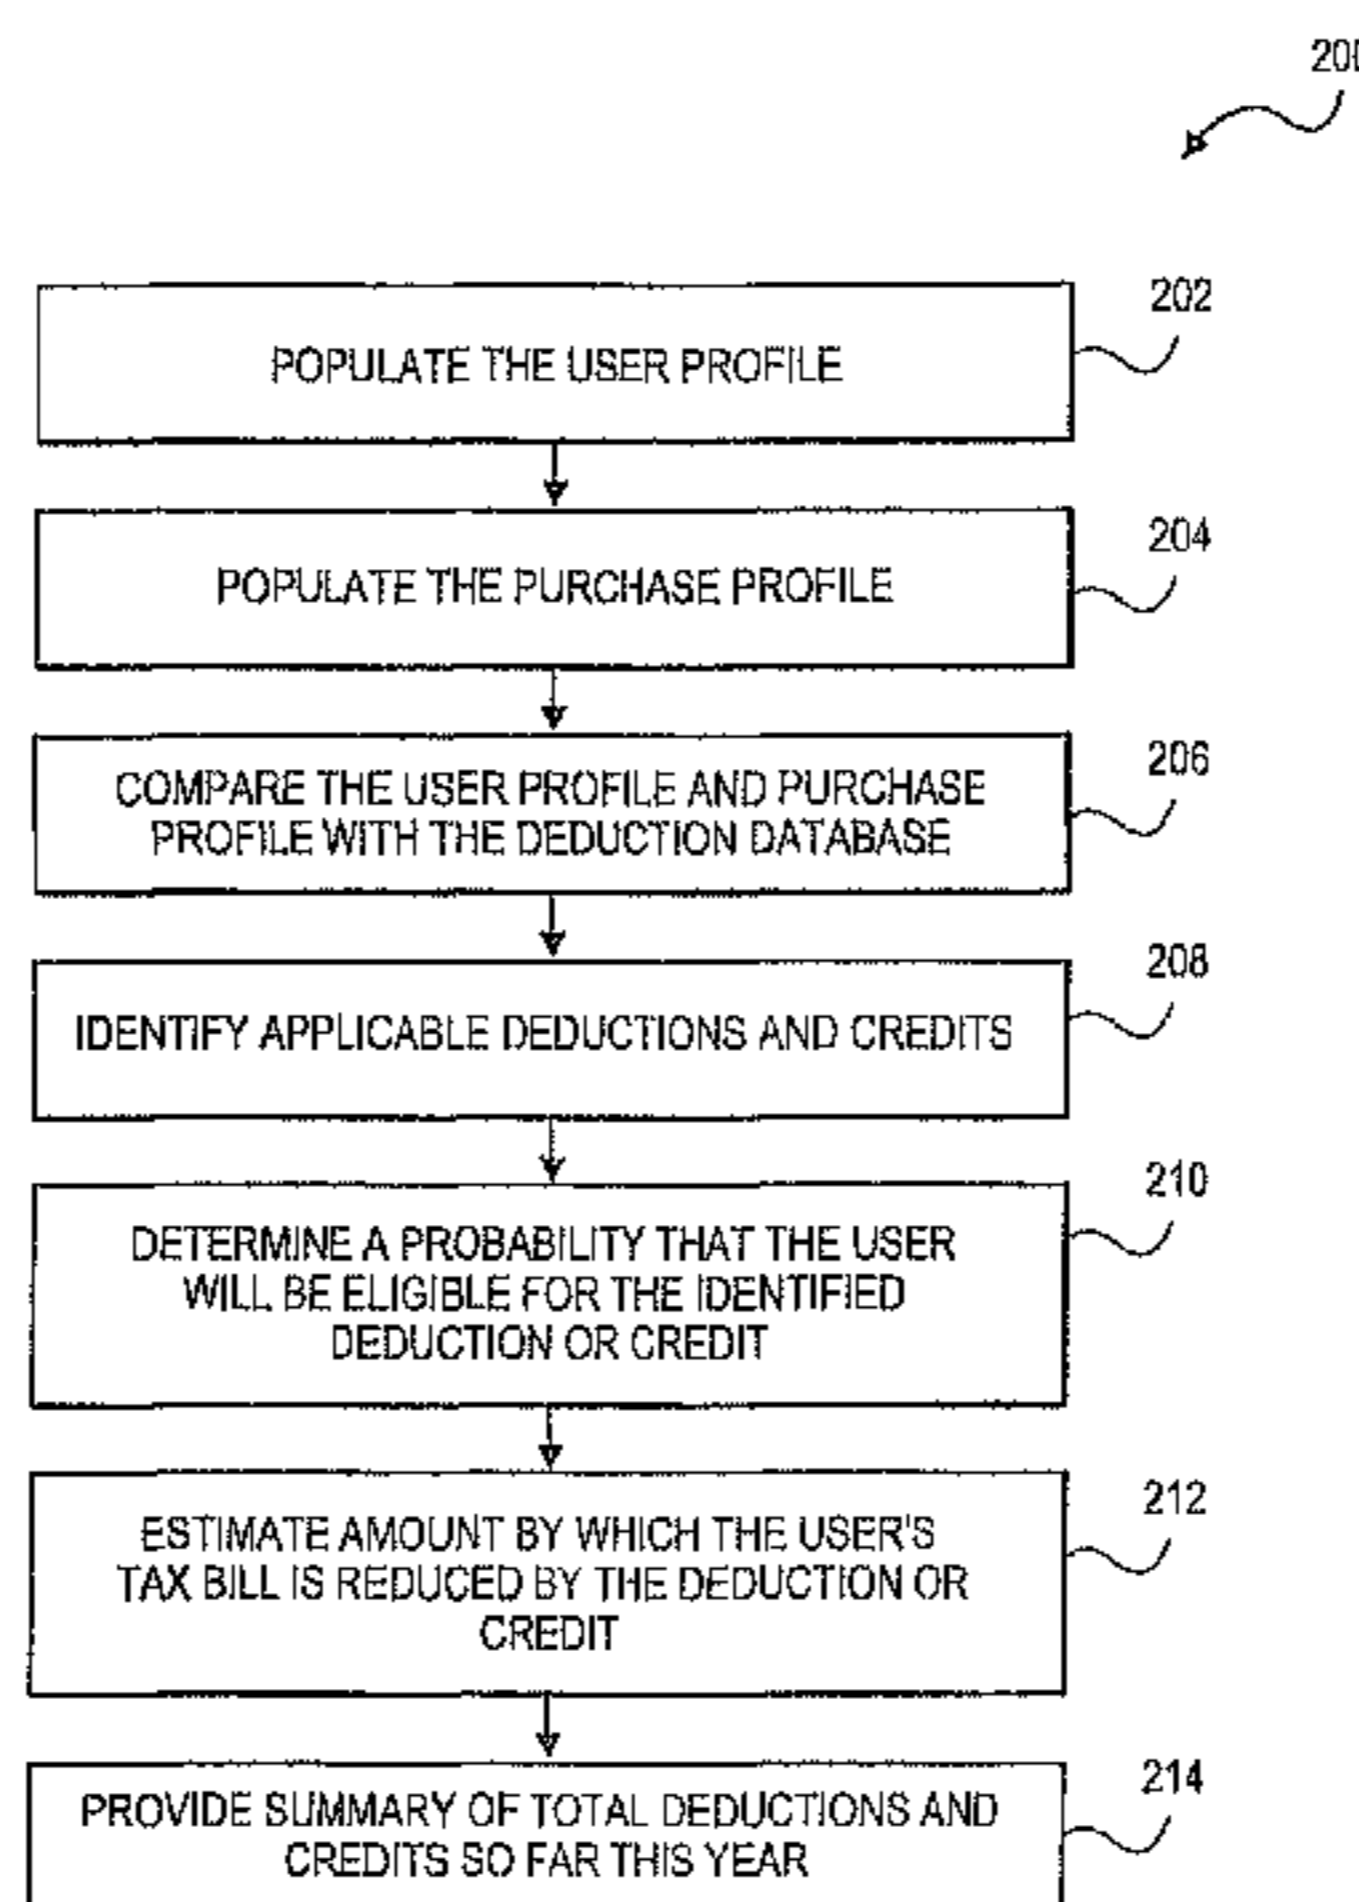 200
202
POPULATE THE USER PROFILE
204
POPULATE THE PURCHASE PROFILE
206
COMPARE THE USER PROFILE AND PURCHASE
PROFILE WITH THE DEDUCTION DATABASE
208
IDENTIFY APPLICABLE DEDUCTIONS AND CREDITS
210
DETERMINE A PROBABILITY THAT THE USER
WILL BE ELIGIBLE FOR THE IDENTIFIED
DEDUCTION OR CREDIT
212
ESTIMATE AMOUNT BY WHICH THE USER'S
TAX BILL IS REDUCED BY THE DEDUCTION OR
CREDIT
214
PROVIDE SUMMARY OF TOTAL DEDUCTIONS AND
CREDITS SO FAR THIS YEAR